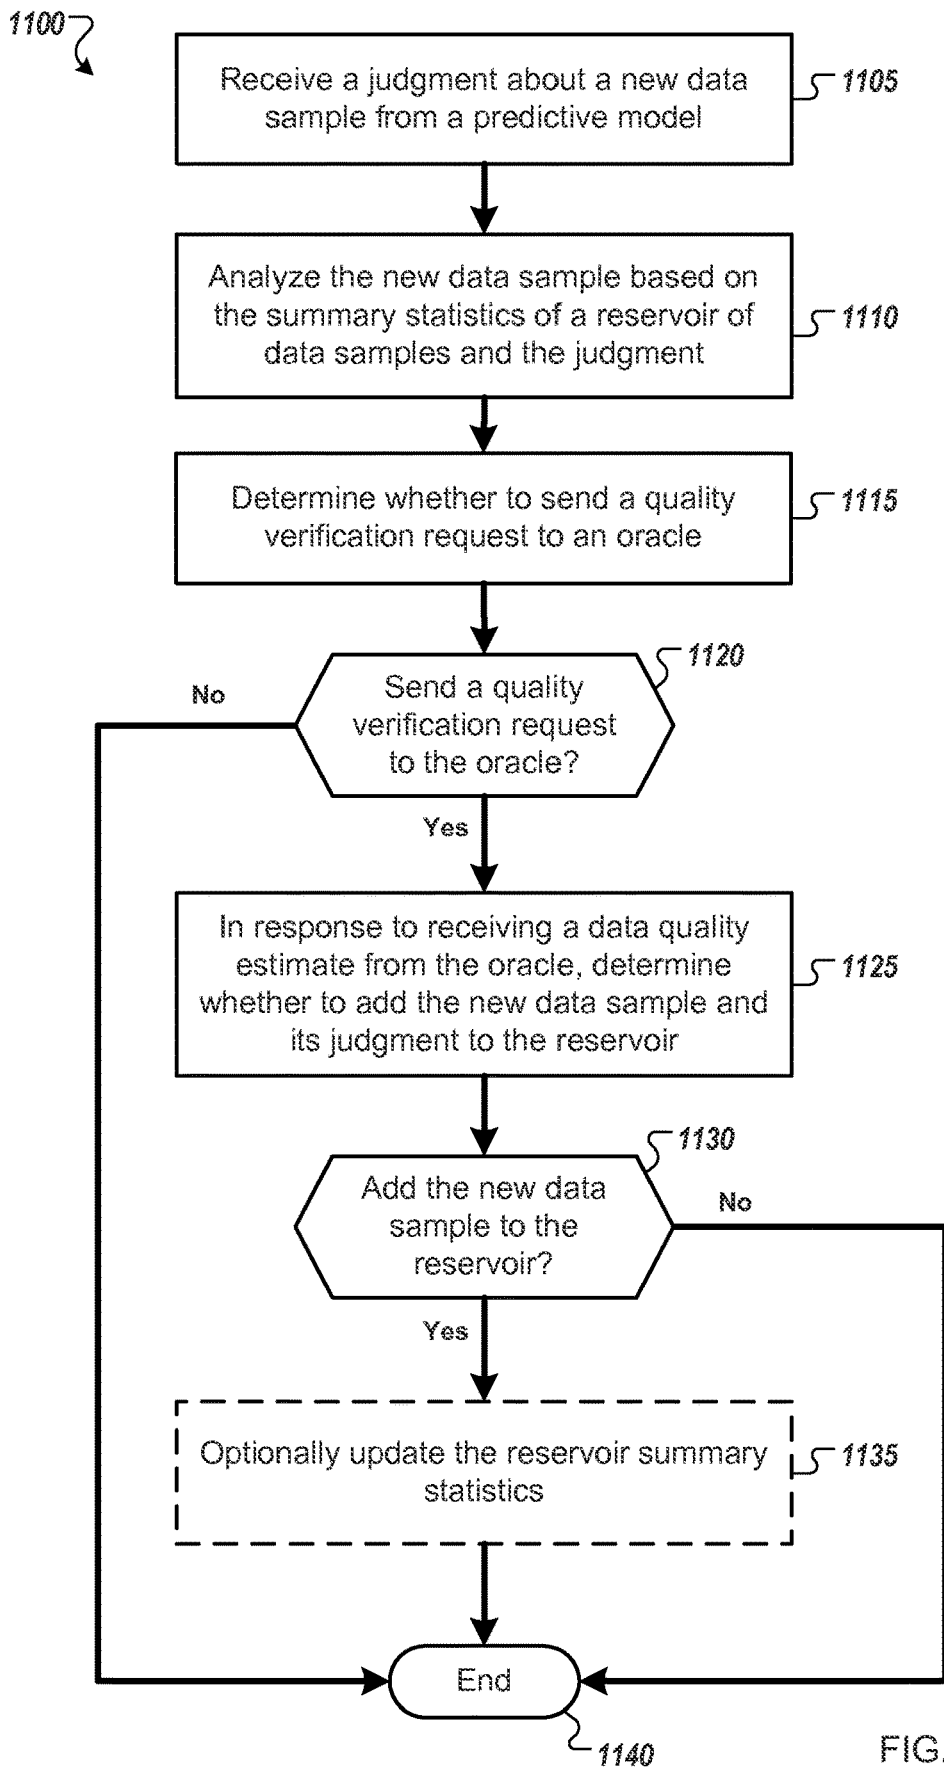 1100
Receive a judgment about a new data
sample from a predictive model
1105
Analyze the new data sample based on
the summary statistics of a reservoir of
data samples and the judgment
1110
Determine whether to send a quality
verification request to an oracle
1115
1120
No
Send a quality
verification request
to the oracle?
Yes
In response to receiving a data quality
estimate from the oracle, determine
whether to add the new data sample and
its judgment to the reservoir
1125
1130
Add the new data
sample to the
reservoir?
No
Yes
Optionally update the reservoir summary
statistics
1135
End
1140
FIG.